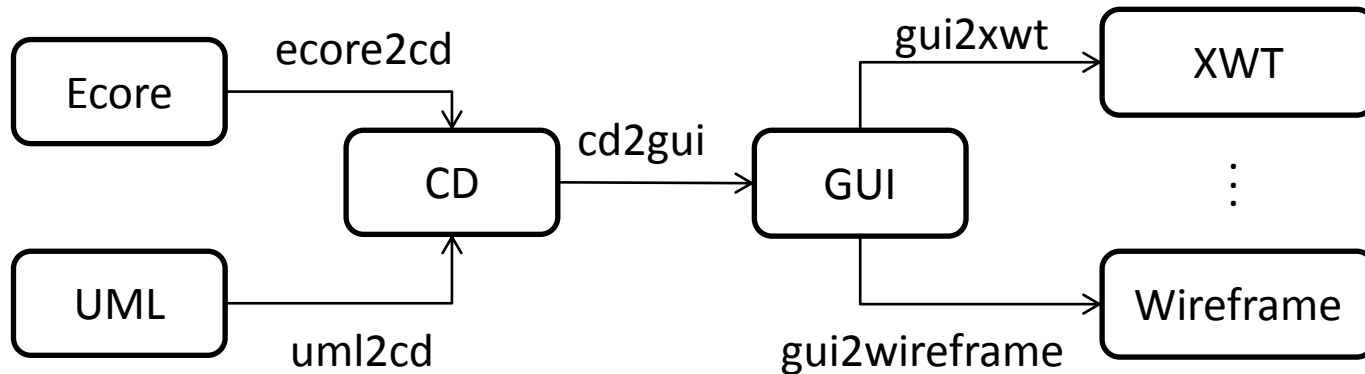 ecore2cd
gui2xwt
Ecore
XWT
cd2gui
CD
GUI
⋮
UML
Wireframe
uml2cd
gui2wireframe